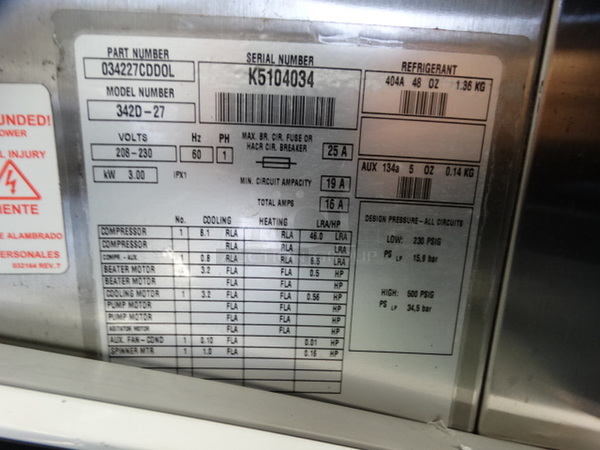 PART NUMBER
034227CDD0L
SERIAL NUMBER
K5104034
REFRIGERANT
404A 48 OZ 1.36 KG
MODEL NUMBER
342D-27
VOLTS Hz PH
208-230 60 1
MAX. BR. CIR. FUSE OR
HACR CIR. BREAKER
25 A
AUX 134a 5 OZ 0.14 KG
kW 3.00 IPX1
MIN. CIRCUIT AMPACITY 19 A
TOTAL AMPS 16 A
No. COOLING HEATING LRA/HP
COMPRESSOR 1 8.1 RLA RLA 46.0 LRA
COMPRESSOR RLA RLA LRA
COMPR.-AUX 0.8 RLA RLA 8.5 LRA
BEATER MOTOR 3.2 FLA FLA 0.5 HP
BEATER MOTOR FLA FLA HP
COOLING MOTOR 1 3.2 FLA FLA 0.56 HP
PUMP MOTOR FLA FLA HP
PUMP MOTOR FLA FLA HP
AGITATOR MOTOR FLA FLA HP
AUX. FAN-COND 1 0.10 FLA 0.01 HP
SPINNER MTR 1 1.0 FLA 0.16 HP
DESIGN PRESSURE-ALL CIRCUITS
LOW: 230 PSIG
PS LP 15,9 bar
HIGH: 500 PSIG
PS LP 34,5 bar
UNDED!
OWER
L INJURY
IENTE
E ALAMBRADO
PERSONALES
032164 REV.7